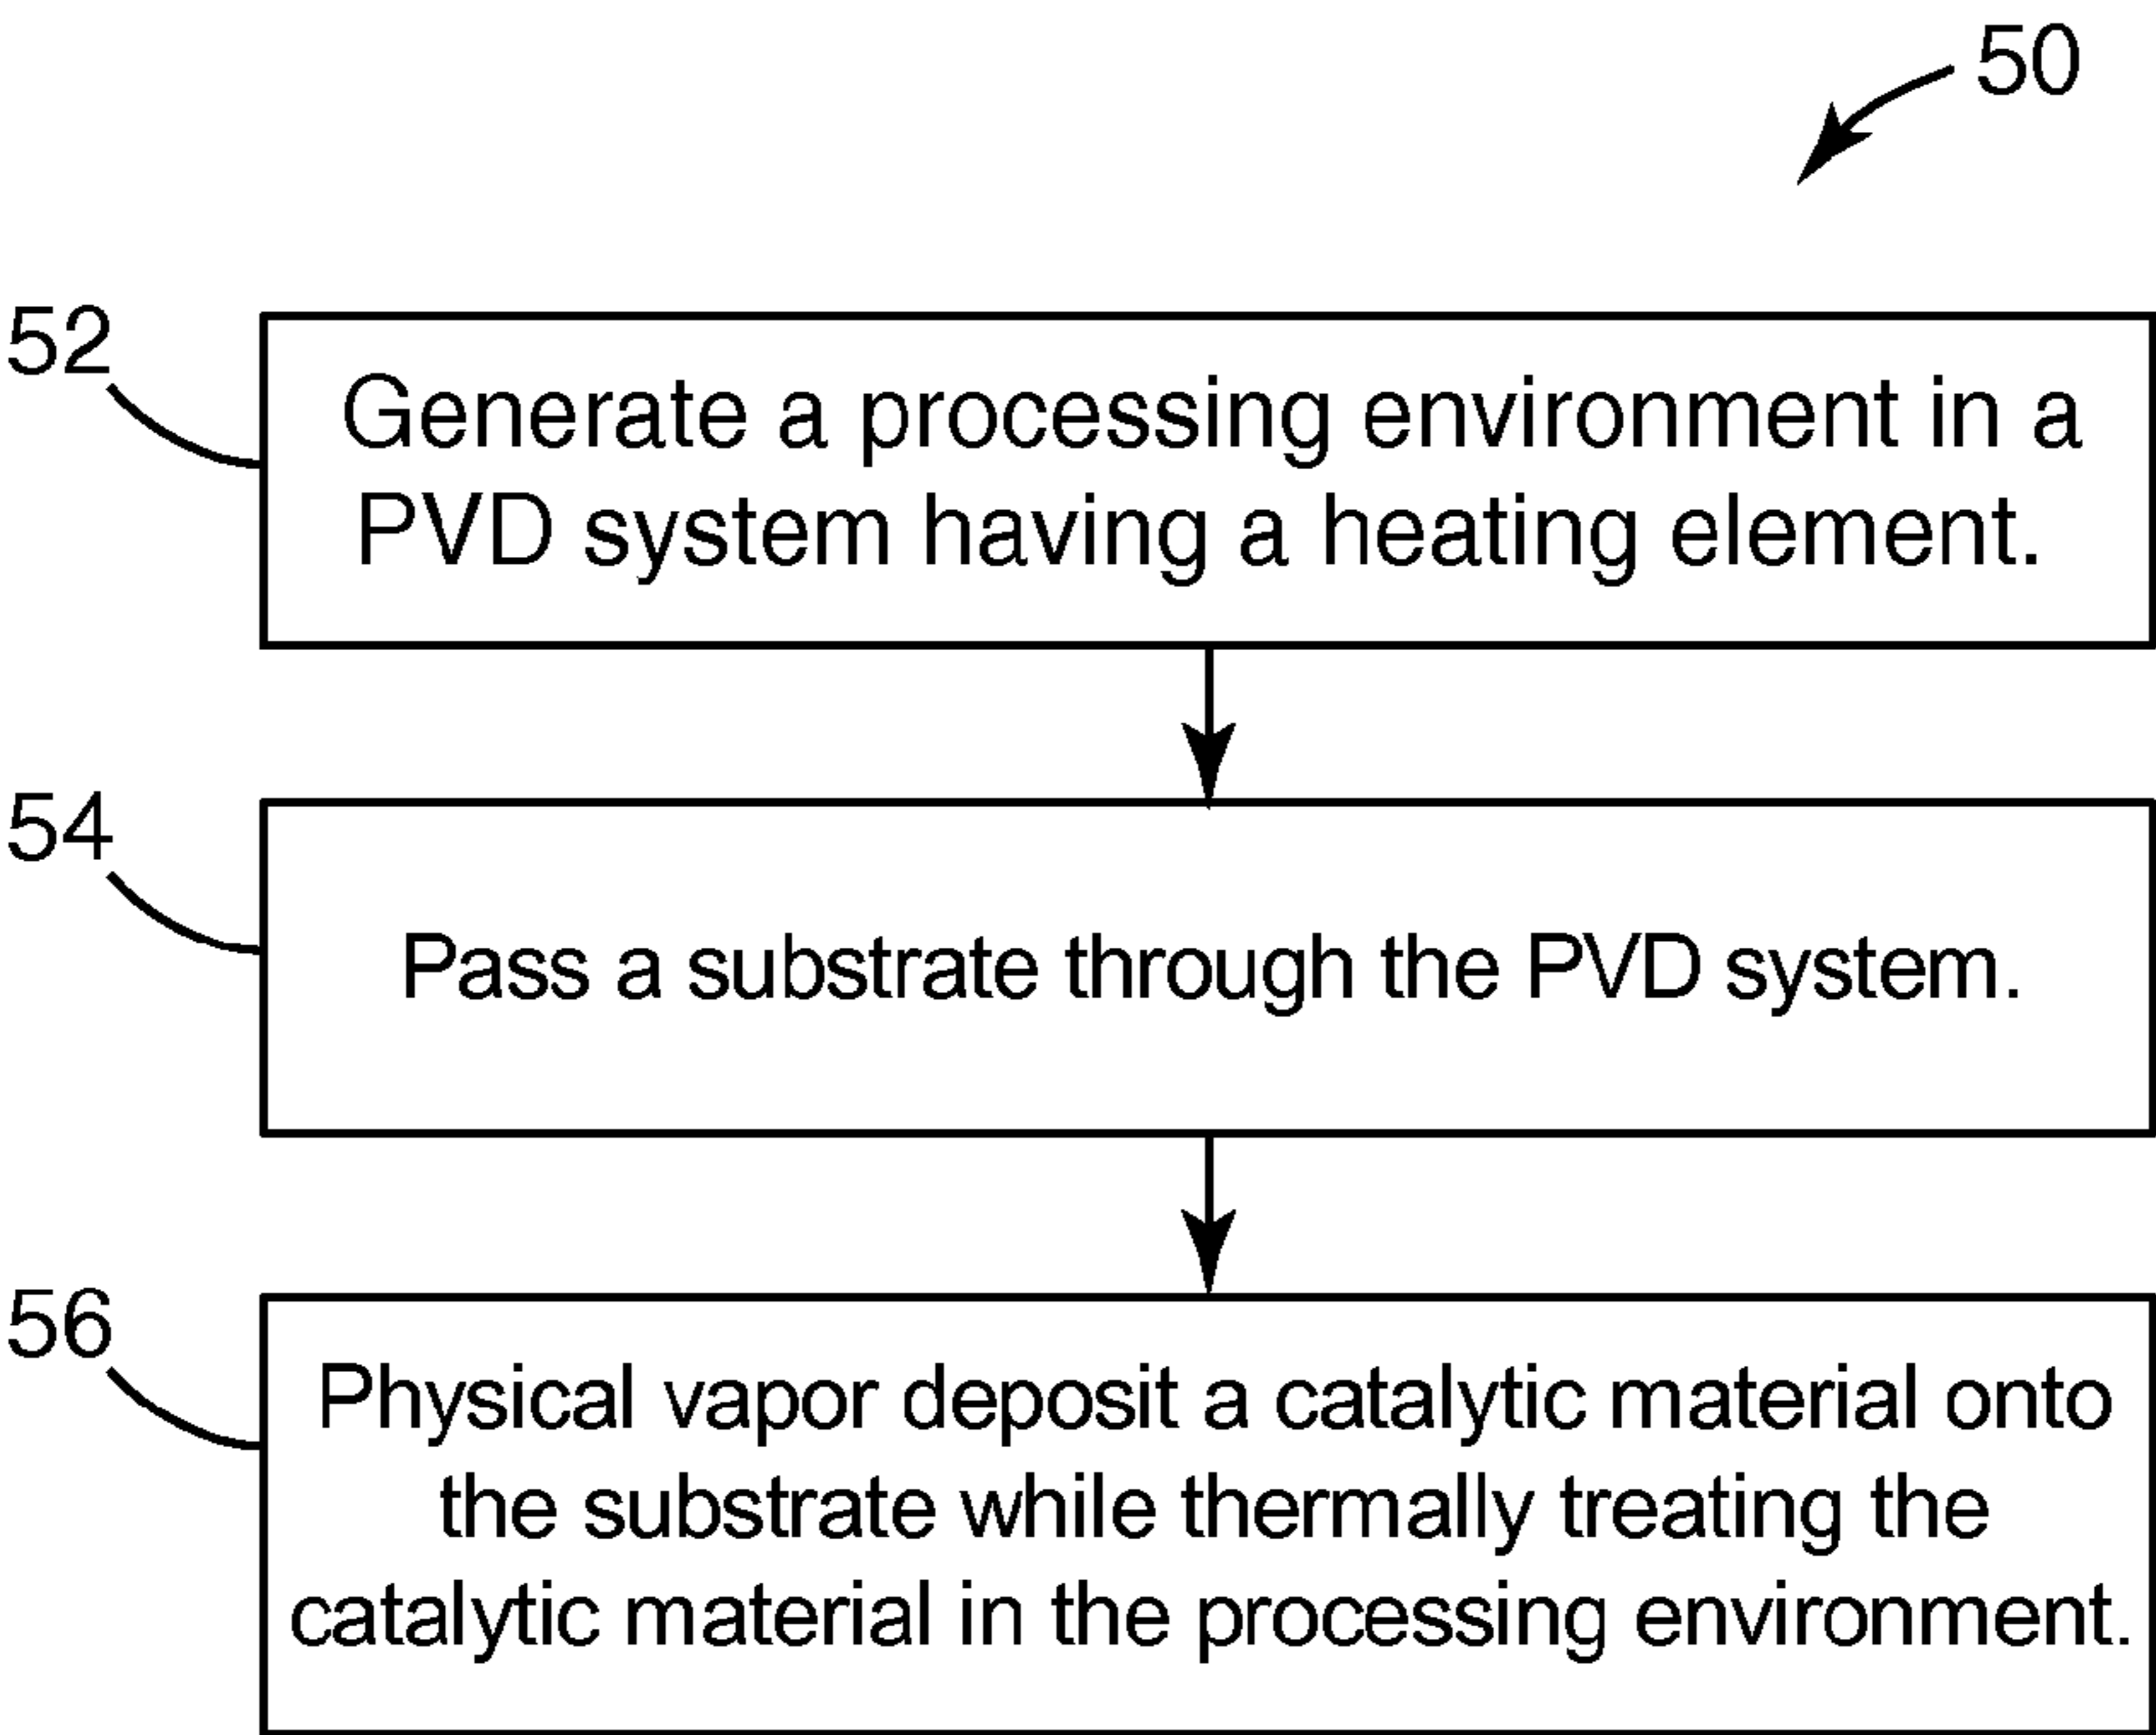 50
52
Generate a processing environment in a
PVD system having a heating element.
54
Pass a substrate through the PVD system.
56
Physical vapor deposit a catalytic material onto
the substrate while thermally treating the
catalytic material in the processing environment.